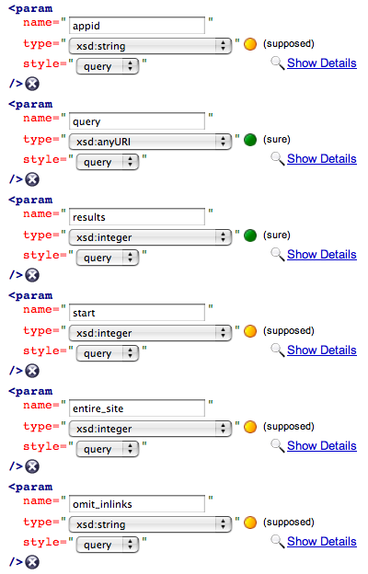 <param
name=" appid "
type=" xsd:string " (supposed)
style=" query " Show Details
/>
<param
name=" query "
type=" xsd:anyURI " (sure)
style=" query " Show Details
/>
<param
name=" results "
type=" xsd:integer " (sure)
style=" query " Show Details
/>
<param
name=" start "
type=" xsd:integer " (supposed)
style=" query " Show Details
/>
<param
name=" entire_site "
type=" xsd:integer " (supposed)
style=" query " Show Details
/>
<param
name=" omit_inlinks "
type=" xsd:string " (supposed)
style=" query " Show Details
/>